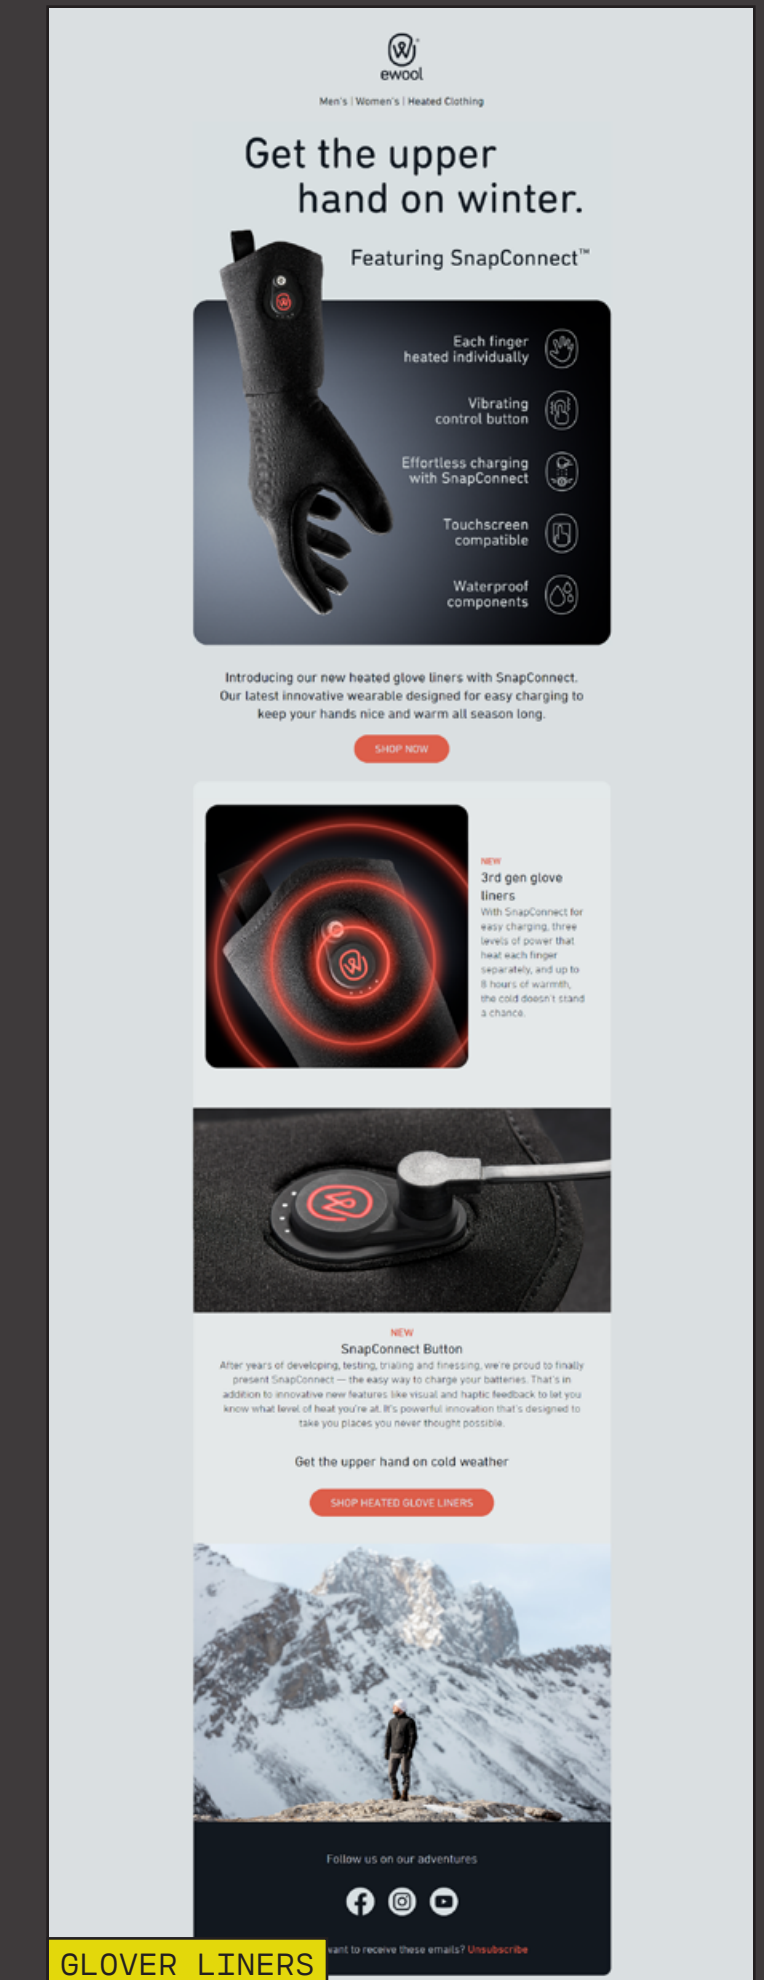 ewool
Men's | Women's | Heated Clothing
Get the upper
hand on winter.
Featuring SnapConnect™
Each finger
heated individually
Vibrating
control button
Effortless charging
with SnapConnect
Touchscreen
compatible
Waterproof
components
Introducing our new heated glove liners with SnapConnect.
Our latest innovative wearable designed for easy charging to
keep your hands nice and warm all season long.
SHOP NOW
NEW
3rd gen glove
liners
With SnapConnect for
easy charging, three
levels of power that
heat each finger
separately, and up to
8 hours of warmth,
the cold doesn't stand
a chance.
NEW
SnapConnect Button
After years of developing, testing, trialing and finessing, we're proud to finally
present SnapConnect — the easy way to charge your batteries. That's in
addition to innovative new features like visual and haptic feedback to let you
know what level of heat you're at. It's powerful innovation that's designed to
take you places you never thought possible.
Get the upper hand on cold weather
SHOP HEATED GLOVE LINERS
Follow us on our adventures
want to receive these emails? Unsubscribe
GLOVER LINERS